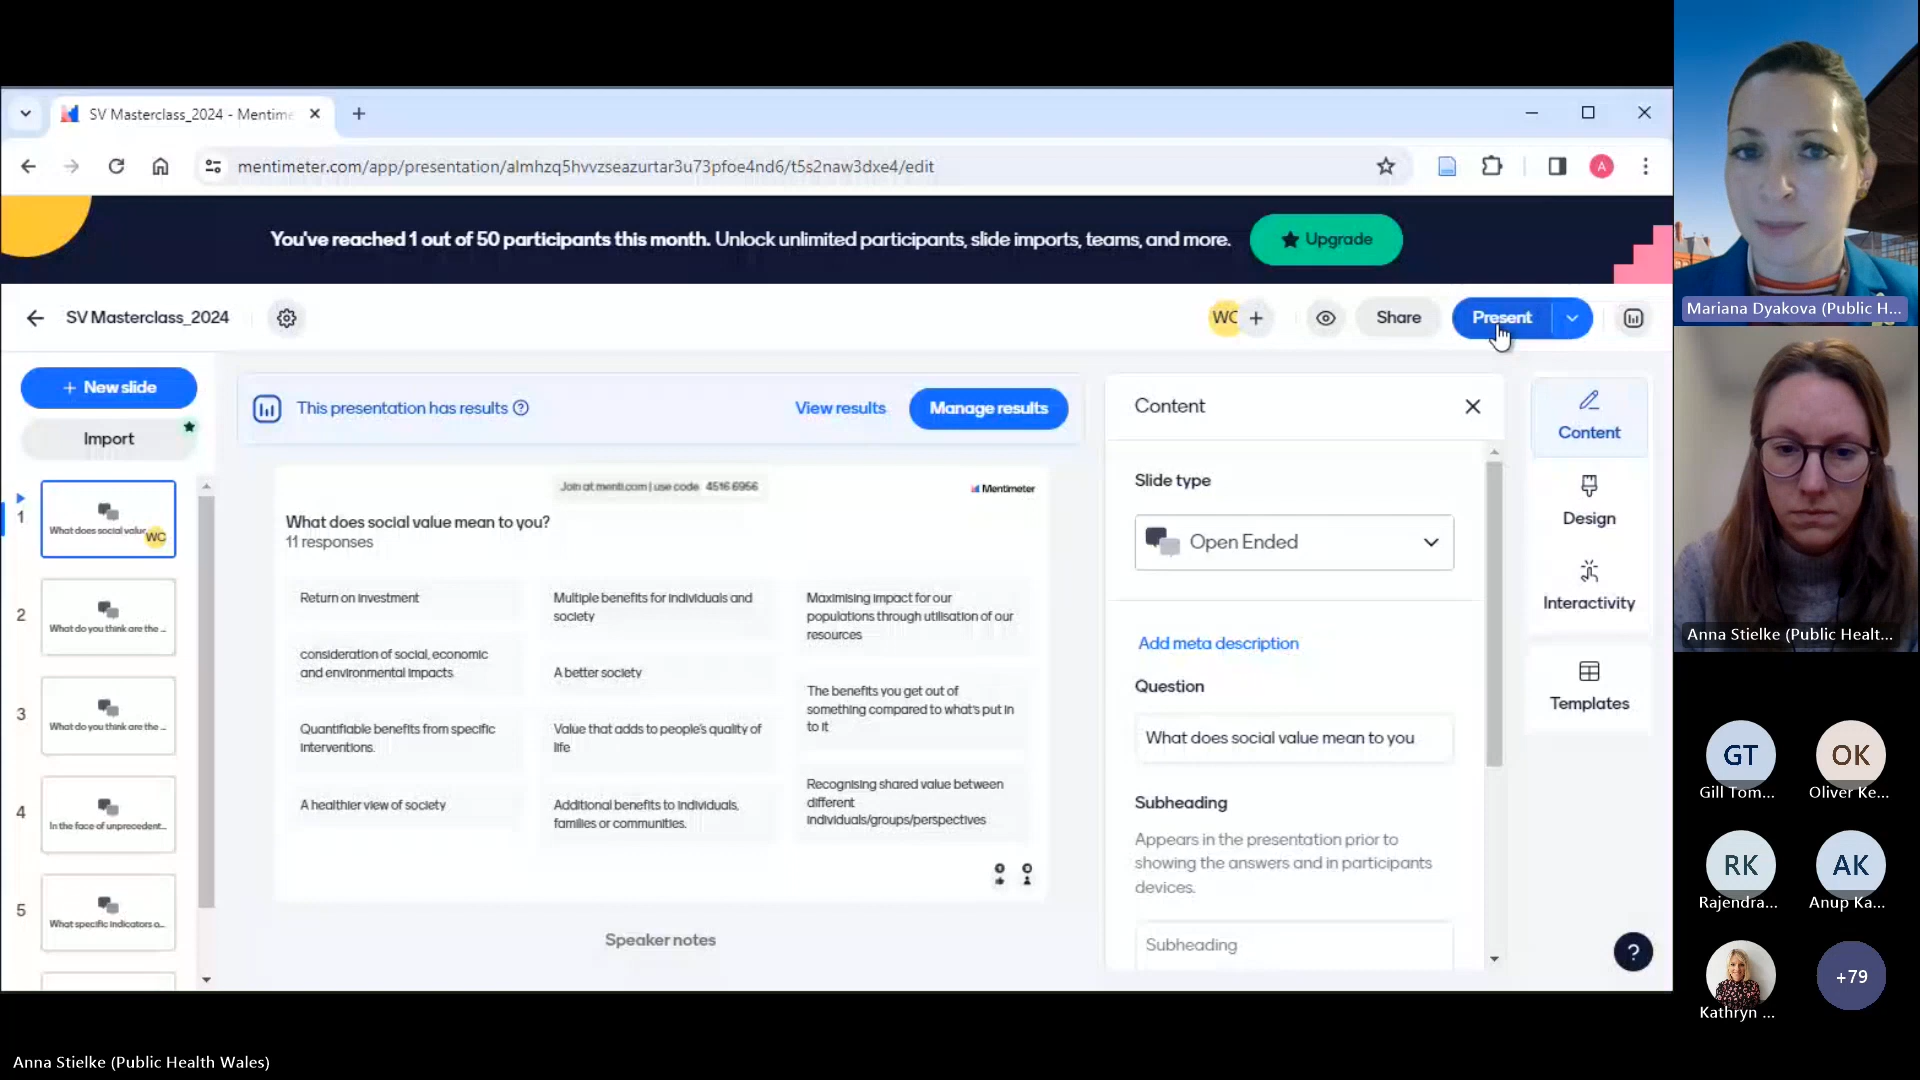 SV Masterclass_2024 - Mentime
mentimeter.com/app/presentation/almhzq5hvvzseazurtar3u73pfoe4nd6/t5s2naw3dxe4/edit
A
You've reached 1 out of 50 participants this month. Unlock unlimited participants, slide imports, teams, and more.
Upgrade
SV Masterclass_2024
WC
Share
Present
New slide
Import
1
What does social value
WC
2
What do you think are the ...
3
What do you think are the ...
4
In the face of unprecedent...
5
What specific indicators a...
This presentation has results
View results
Manage results
Join at menti.com | use code 4516 6956
Mentimeter
What does social value mean to you?
11 responses
Return on investment
consideration of social, economic
and environmental impacts
Quantifiable benefits from specific
interventions.
A healthier view of society
Multiple benefits for individuals and
society
A better society
Value that adds to people's quality of
life
Additional benefits to individuals,
families or communities.
Maximising impact for our
populations through utilisation of our
resources
The benefits you get out of
something compared to what's put in
to it
Recognising shared value between
different
individuals/groups/perspectives
Speaker notes
Content
Slide type
Open Ended
Add meta description
Question
What does social value mean to you
Subheading
Appears in the presentation prior to
showing the answers and in participants
devices.
Subheading
Content
Design
Interactivity
Templates
?
Mariana Dyakova (Public H...
Anna Stielke (Public Healt...
GT
Gill Tom...
OK
Oliver Ke...
RK
Rajendra...
AK
Anup Ka...
Kathryn ...
+79
Anna Stielke (Public Health Wales)